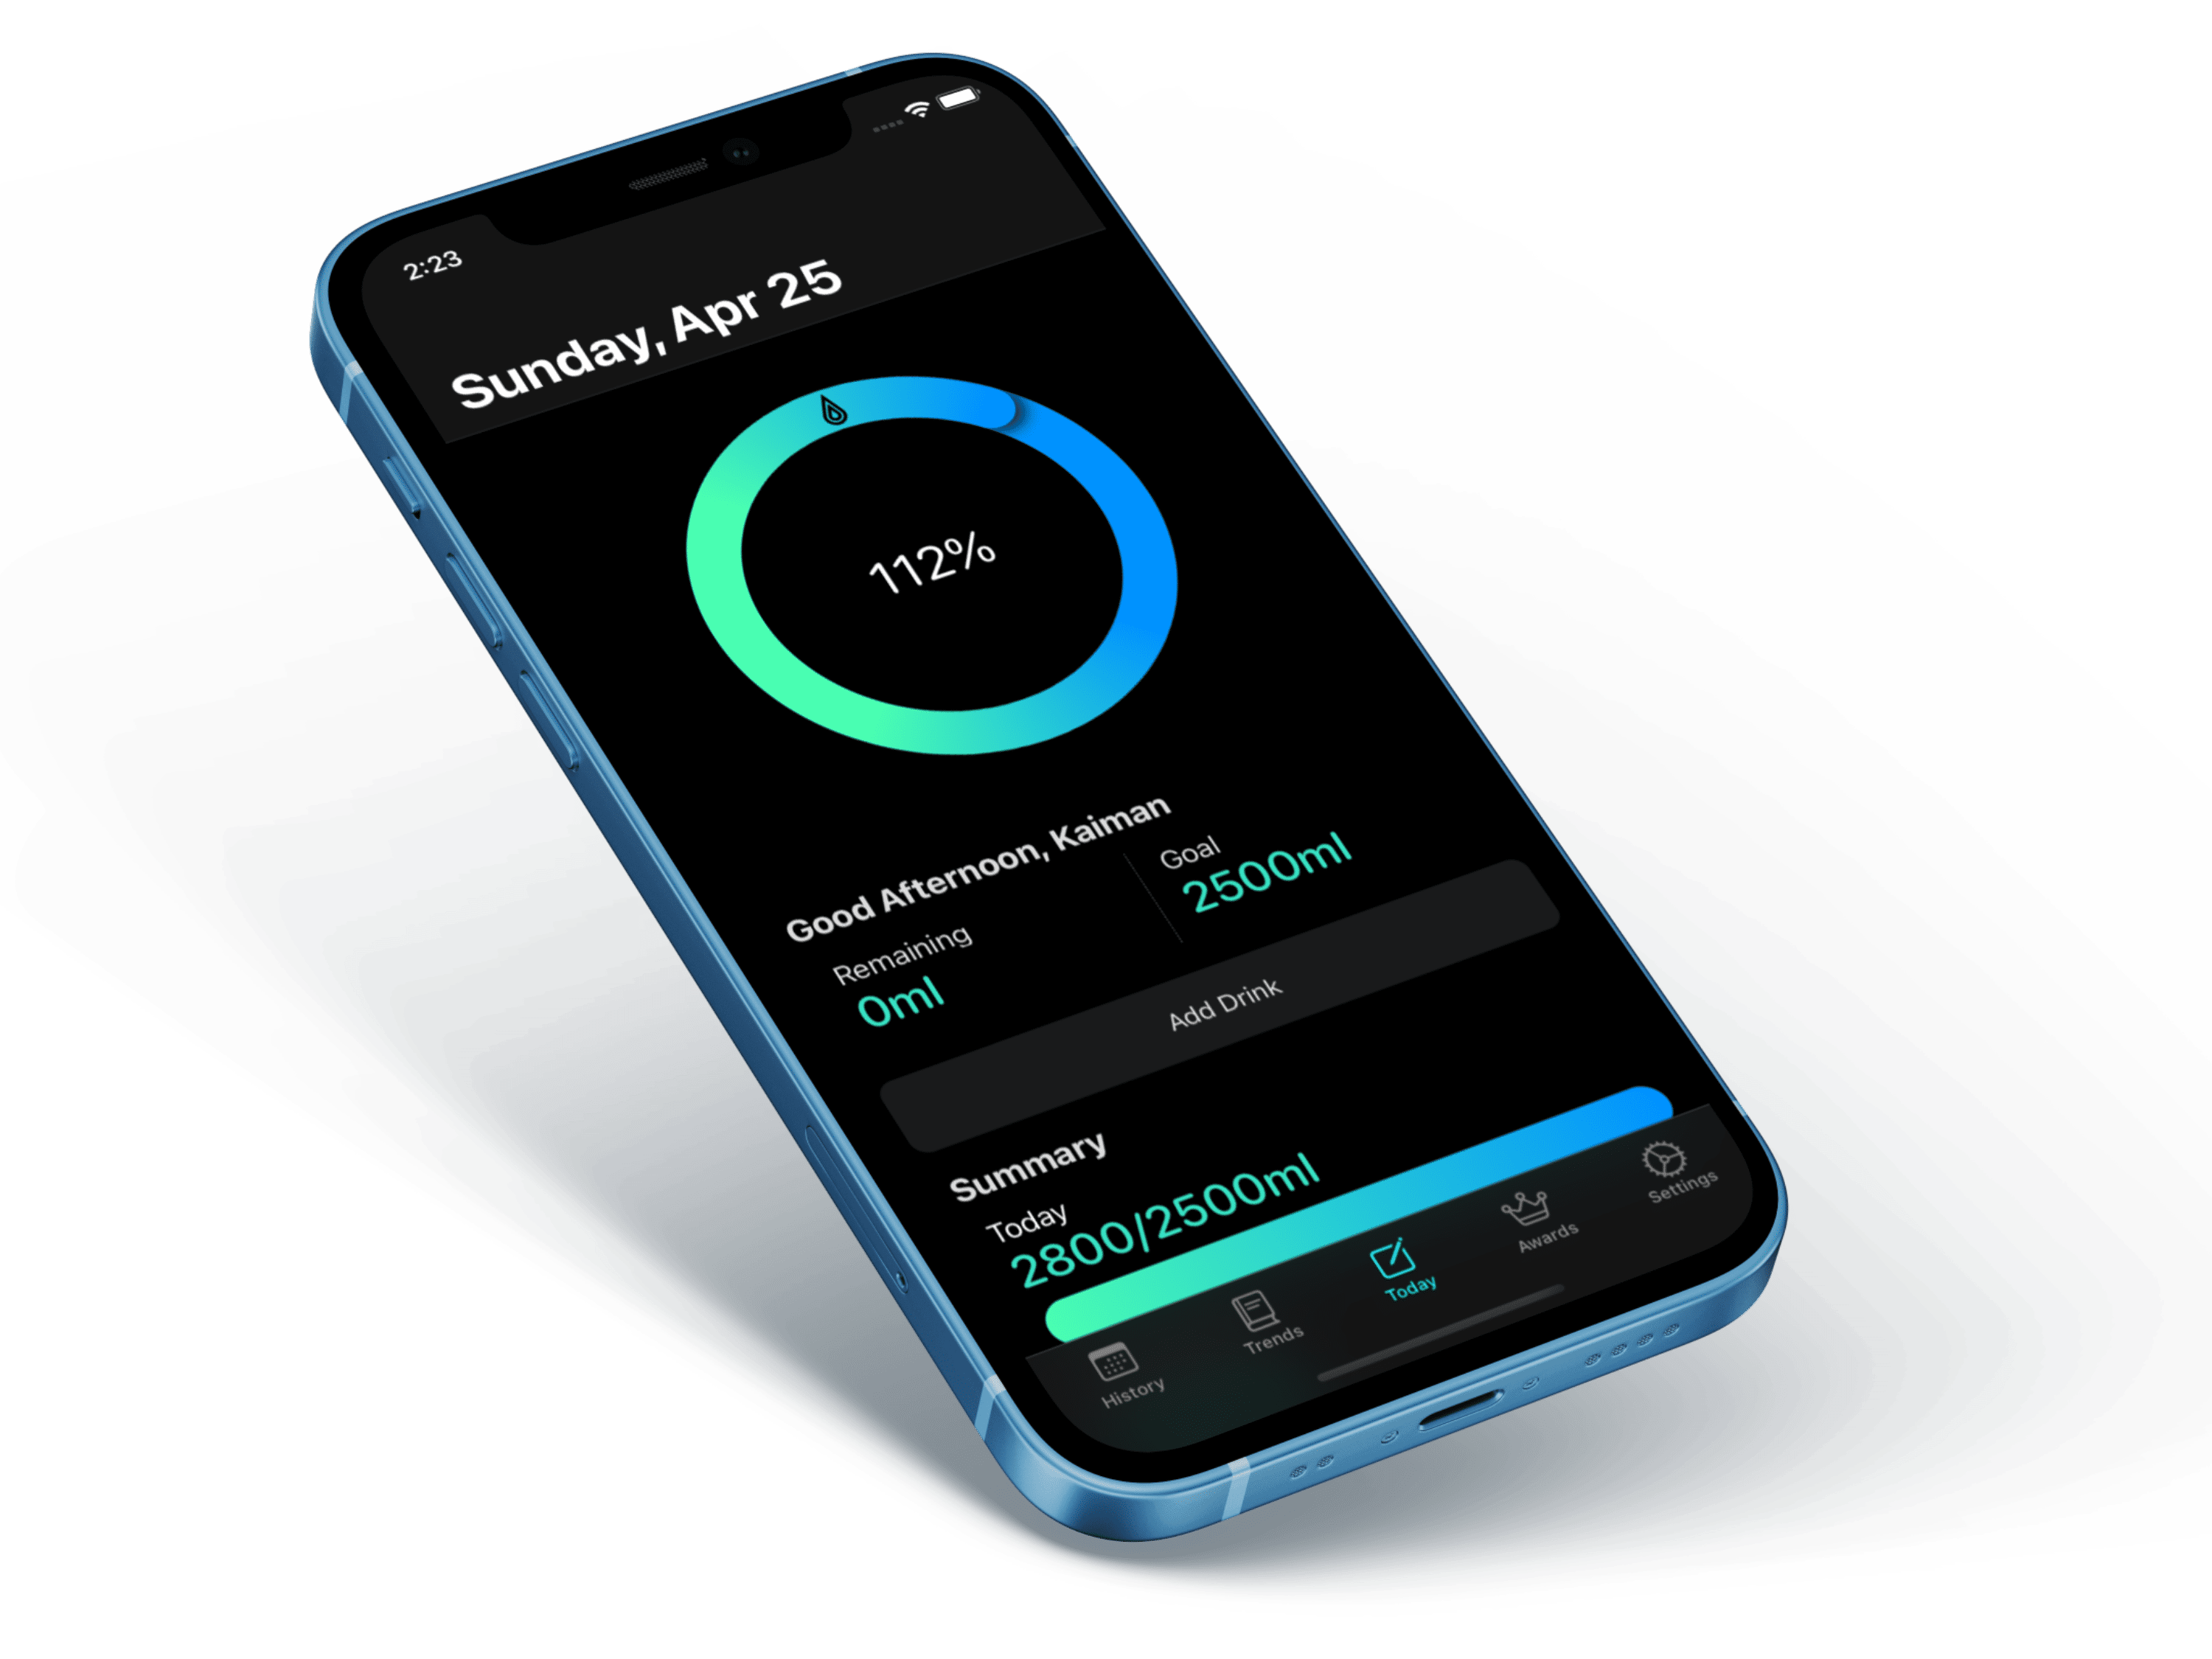 2:23
Sunday, Apr 25
112%
Good Afternoon, Kaiman
Remaining
0ml
Goal
2500ml
Add Drink
Summary
Today
2800/2500ml
History
Trends
Today
Awards
Settings